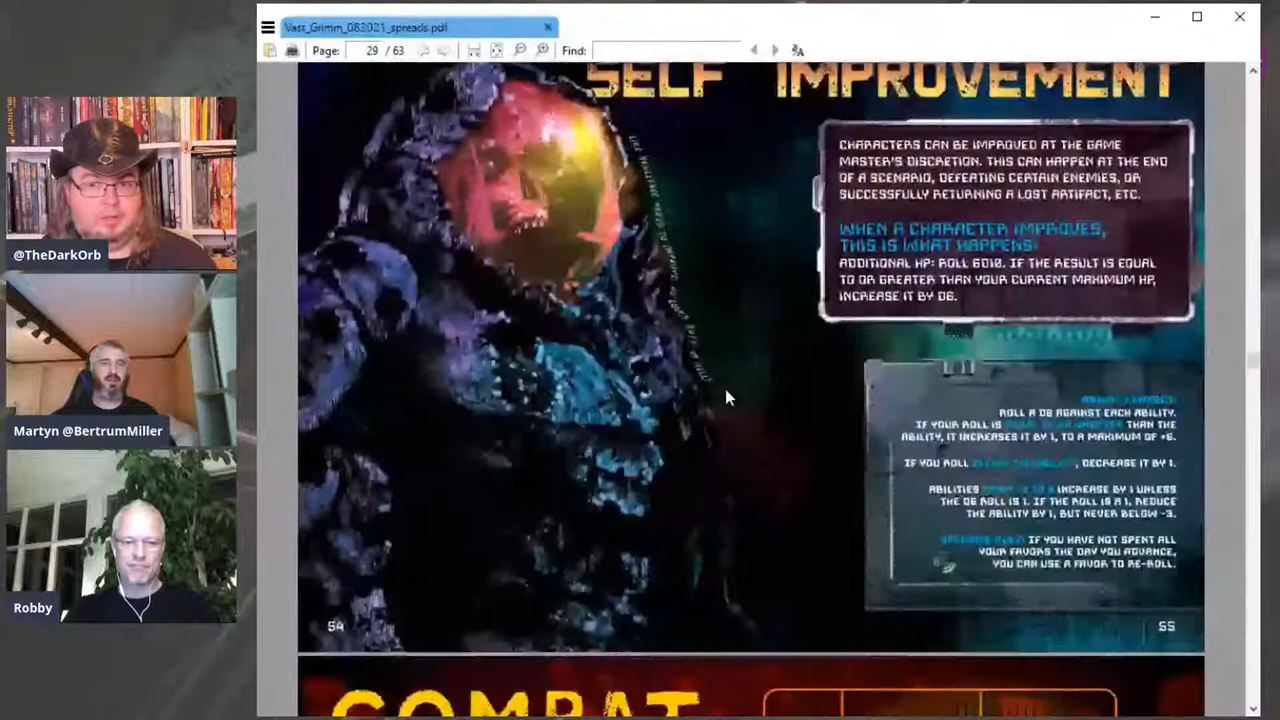 Vast_Grimm_083021_spreads.pdf
Page: 29 / 63
Find:
SELF IMPROVEMENT
CHARACTERS CAN BE IMPROVED AT THE GAME
MASTER'S DISCRETION. THIS CAN HAPPEN AT THE END
OF A SCENARIO, DEFEATING CERTAIN ENEMIES, OR
SUCCESSFULLY RETURNING A LOST ARTIFACT, ETC.
WHEN A CHARACTER IMPROVES,
THIS IS WHAT HAPPENS:
ADDITIONAL HP: ROLL 6D10. IF THE RESULT IS EQUAL
TO OR GREATER THAN YOUR CURRENT MAXIMUM HP,
INCREASE IT BY D6.
ROLL A D6 AGAINST EACH ABILITY.
IF YOUR ROLL IS THAN THE
ABILITY, IT INCREASES IT BY 1, TO A MAXIMUM OF +6.
IF YOU ROLL , DECREASE IT BY 1.
ABILITIES INCREASE BY 1 UNLESS
THE D6 ROLL IS 1. IF THE ROLL IS A 1, REDUCE
THE ABILITY BY 1, BUT NEVER BELOW -3.
IF YOU HAVE NOT SPENT ALL
YOUR FAVORS THE DAY YOU ADVANCE,
YOU CAN USE A FAVOR TO RE-ROLL.
54
55
COMBAT
@TheDarkOrb
Martyn @BertrumMiller
Robby